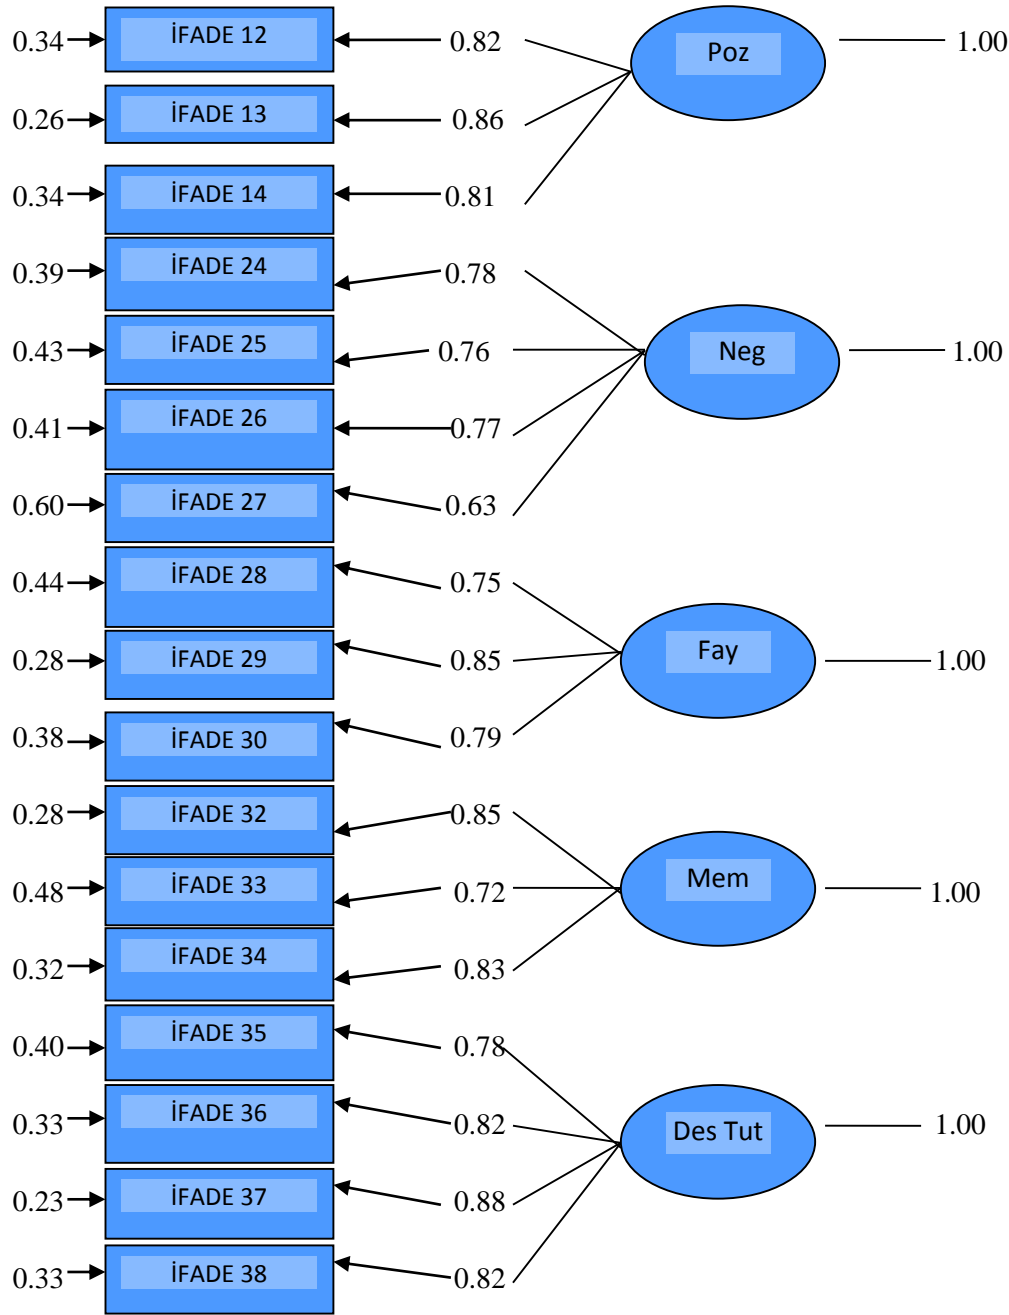 0.34 İFADE 12 0.82 Poz 1.00
0.26 İFADE 13 0.86
0.34 İFADE 14 0.81
0.39 İFADE 24 0.78
0.43 İFADE 25 0.76 Neg 1.00
0.41 İFADE 26 0.77
0.60 İFADE 27 0.63
0.44 İFADE 28 0.75
0.28 İFADE 29 0.85 Fay 1.00
0.38 İFADE 30 0.79
0.28 İFADE 32 0.85
0.48 İFADE 33 0.72 Mem 1.00
0.32 İFADE 34 0.83
0.40 İFADE 35 0.78
0.33 İFADE 36 0.82 Des Tut 1.00
0.23 İFADE 37 0.88
0.33 İFADE 38 0.82